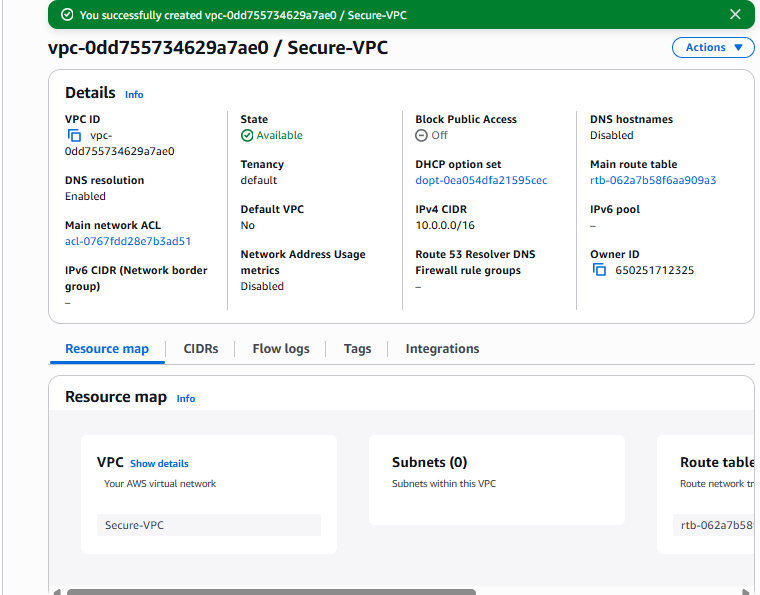 You successfully created vpc-0dd755734629a7ae0 / Secure-VPC
vpc-0dd755734629a7ae0 / Secure-VPC
Actions
Details Info
VPC ID
vpc-
0dd755734629a7ae0
DNS resolution
Enabled
Main network ACL
acl-0767fdd28e7b3ad51
IPv6 CIDR (Network border
group)
–
State
Available
Tenancy
default
Default VPC
No
Network Address Usage
metrics
Disabled
Block Public Access
Off
DHCP option set
dopt-0ea054dfa21595cec
IPv4 CIDR
10.0.0.0/16
Route 53 Resolver DNS
Firewall rule groups
–
DNS hostnames
Disabled
Main route table
rtb-062a7b58f6aa909a3
IPv6 pool
–
Owner ID
650251712325
Resource map
CIDRs
Flow logs
Tags
Integrations
Resource map Info
VPC Show details
Your AWS virtual network
Secure-VPC
Subnets (0)
Subnets within this VPC
Route table
Route network tr
rtb-062a7b58